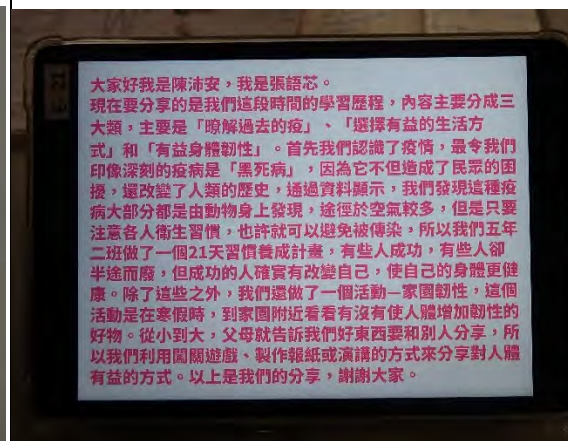 大家好我是陳沛安，我是張語芯。
現在要分享的是我們這段時間的學習歷程，內容主要分成三
大類，主要是「暸解過去的疫」、「選擇有益的生活方
式」和「有益身體韌性」。首先我們認識了疫情，最令我們
印像深刻的疫病是「黑死病」，因為它不但造成了民眾的困
擾，還改變了人類的歷史，通過資料顯示，我們發現這種疫
病大部分都是由動物身上發現，途徑於空氣較多，但是只要
注意各人衛生習慣，也許就可以避免被傳染，所以我們五年
二班做了一個21天習慣養成計畫，有些人成功，有些人卻
半途而廢，但成功的人確實有改變自己，使自己的身體更健
康。除了這些之外，我們還做了一個活動—家園韌性，這個
活動是在寒假時，到家園附近看看有沒有使人體增加韌性的
好物。從小到大，父母就告訴我們好東西要和別人分享，所
以我們利用闖關遊戲、製作報紙或演講的方式來分享對人體
有益的方式。以上是我們的分享，謝謝大家。